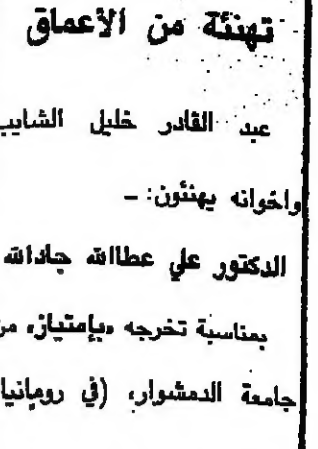 تهنئة من الأعماق
عبد القادر خليل الشايب
واخوانه يهنئون: -
الدكتور علي عطاالله جادالله
بمناسبة تخرجه «بإمتياز» من
جامعة الدمشوار، (في رومانيا